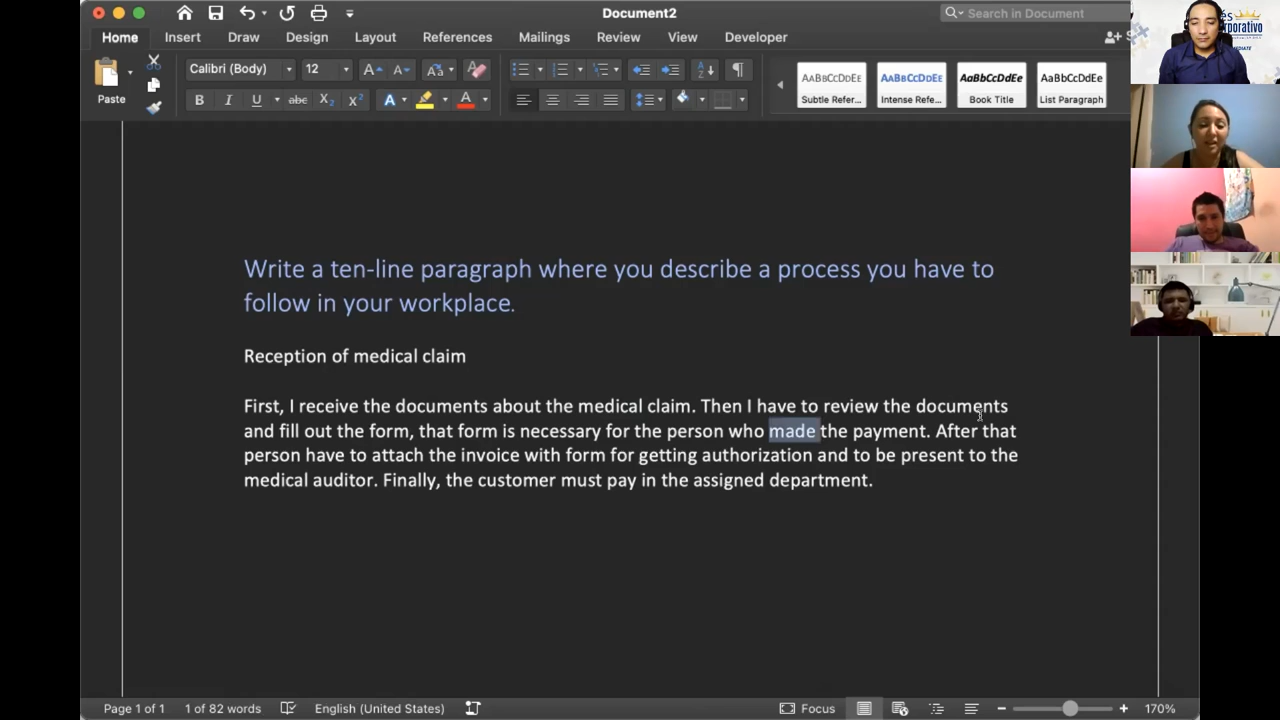 Document2
Search in Document
Home Insert Draw Design Layout References Mailings Review View Developer
Paste
Calibri (Body) 12
AaBbCcDdEe AaBbCcDdEe AaBbCcDdEe AaBbCcDdEe
Subtle Refer... Intense Refe... Book Title List Paragraph
Write a ten-line paragraph where you describe a process you have to
follow in your workplace.
Reception of medical claim
First, I receive the documents about the medical claim. Then I have to review the documents
and fill out the form, that form is necessary for the person who made the payment. After that
person have to attach the invoice with form for getting authorization and to be present to the
medical auditor. Finally, the customer must pay in the assigned department.
Page 1 of 1 1 of 82 words English (United States) Focus 170%